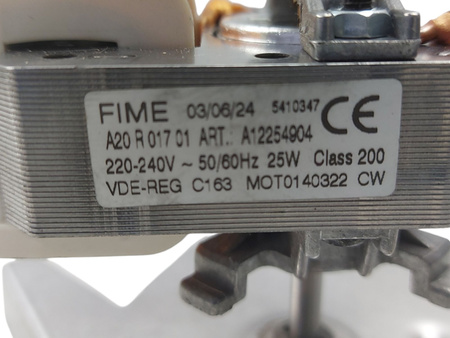 FIME 03/06/24 5410347 CE
A20 R 017 01 ART.: A12254904
220-240V ~ 50/60Hz 25W Class 200
VDE-REG C163 MOT0140322 CW